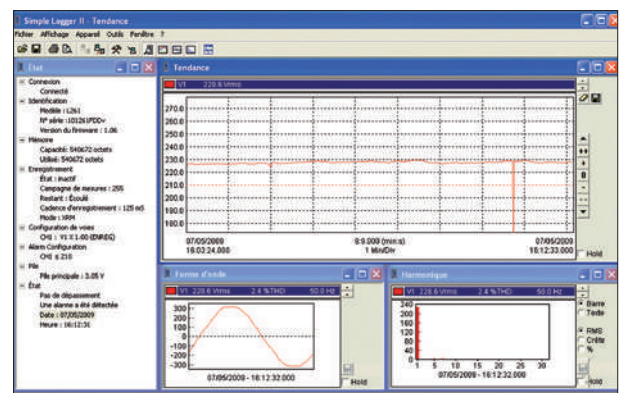 Simple Logger II - Tendance
Fichier Affichage Appareil Outils Fenêtre ?
Etat
Connexion
Connecté
Identification
Modèle : L261
N° série :101261PDDv
Version du firmware : 1.06
Mémoire
Capacité: 540672 octets
Utilisé: 540672 octets
Enregistrement
État : Inactif
Campagne de mesures : 255
Restant : Écoulé
Cadence d'enregistrement : 125 mS
Mode : XRM
Configuration de voies
CH1 : V1 X 1.00 (ENREG)
Alarm Configuration
CH1 ≤ 210
Pile
Pile principale : 3.05 V
État
Pas de dépassement
Une alarme a été détectée
Date : 07/05/2009
Heure : 16:12:31
Tendance
V1 228.6 Vrms
270.0
260.0
250.0
240.0
230.0
220.0
210.0
200.0
190.0
180.0
07/05/2009 8:9.000 (min:s) 07/05/2009
16:03:24.000 1 Min/Div 16:12:33.000
Hold
Forme d'onde
V1 228.6 Vrms 2.4 %THD 50.0 Hz
300
200
100
0
-100
-200
-300
07/05/2009 - 16:12:32.000
Hold
Harmonique
V1 228.6 Vrms 2.4 %THD 50.0 Hz
240
200
160
120
80
40
0
1 5 10 15 20 25 30
07/05/2009 - 16:12:32.000
Barre
Texte
RMS
Crête
%
Hold